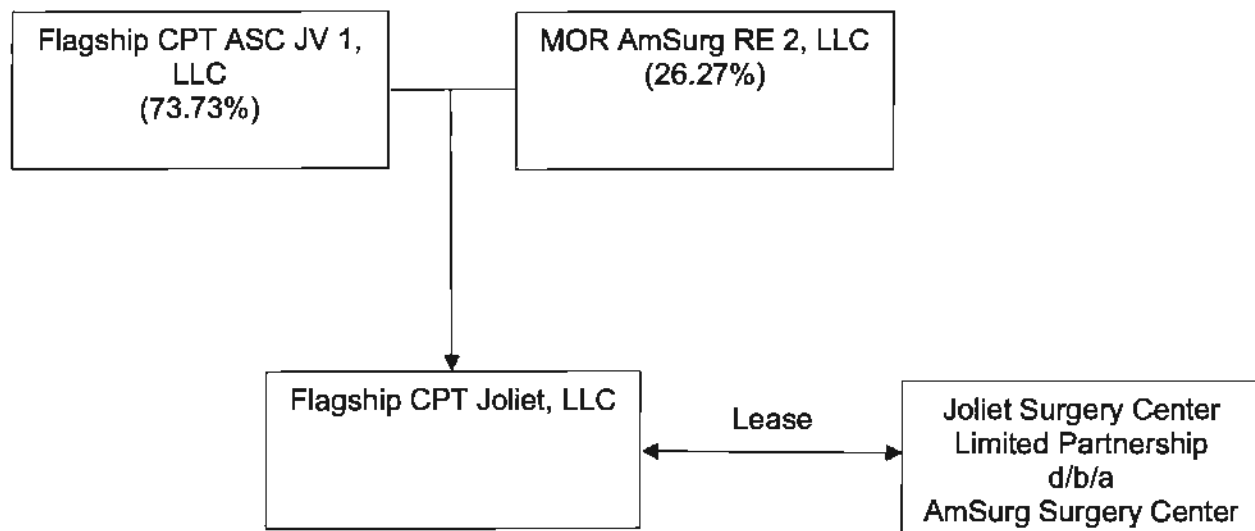 Flagship CPT ASC JV 1,
LLC
(73.73%)
MOR AmSurg RE 2, LLC
(26.27%)
Flagship CPT Joliet, LLC
Lease
Joliet Surgery Center
Limited Partnership
d/b/a
AmSurg Surgery Center